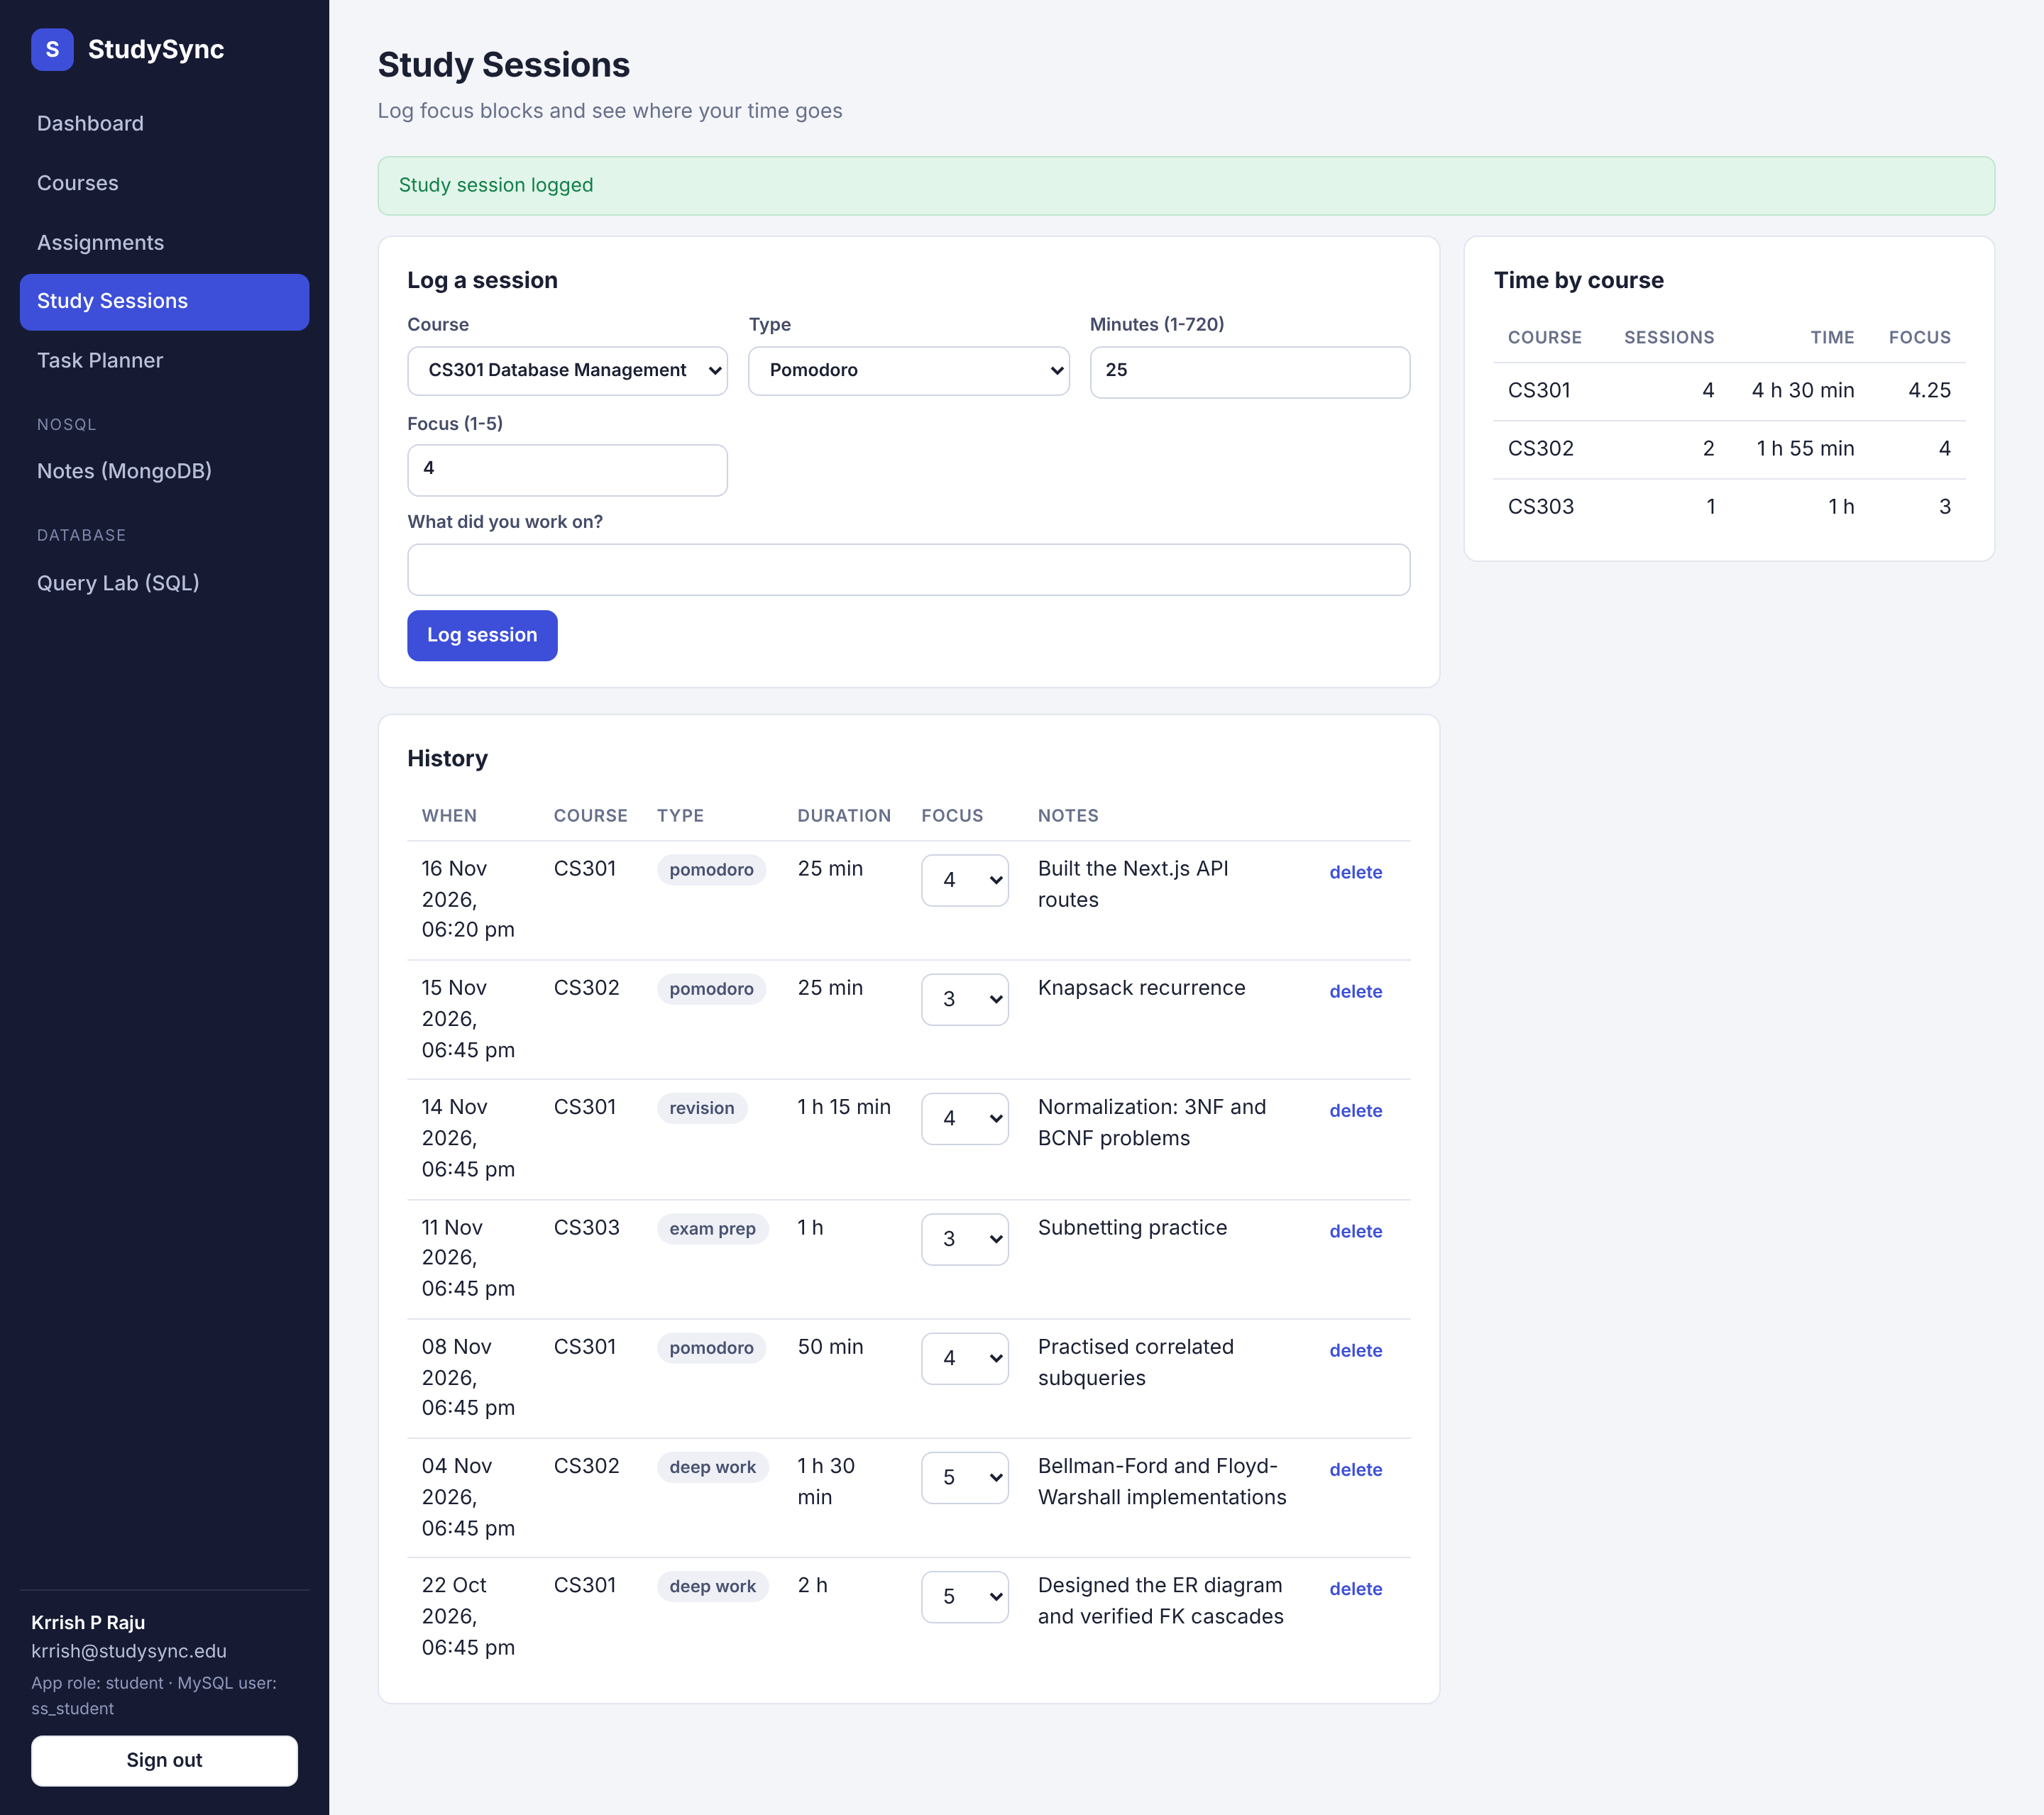 S StudySync
Dashboard
Courses
Assignments
Study Sessions
Task Planner
NOSQL
Notes (MongoDB)
DATABASE
Query Lab (SQL)
Krrish P Raju
krrish@studysync.edu
App role: student · MySQL user:
ss_student
Sign out
Study Sessions
Log focus blocks and see where your time goes
Study session logged
Log a session
Course Type Minutes (1-720)
CS301 Database Management Pomodoro 25
Focus (1-5)
4
What did you work on?
Log session
Time by course
COURSE SESSIONS TIME FOCUS
CS301 4 4 h 30 min 4.25
CS302 2 1 h 55 min 4
CS303 1 1 h 3
History
WHEN COURSE TYPE DURATION FOCUS NOTES
16 Nov CS301 pomodoro 25 min 4 Built the Next.js API delete
2026, routes
06:20 pm
15 Nov CS302 pomodoro 25 min 3 Knapsack recurrence delete
2026,
06:45 pm
14 Nov CS301 revision 1 h 15 min 4 Normalization: 3NF and delete
2026, BCNF problems
06:45 pm
11 Nov CS303 exam prep 1 h 3 Subnetting practice delete
2026,
06:45 pm
08 Nov CS301 pomodoro 50 min 4 Practised correlated delete
2026, subqueries
06:45 pm
04 Nov CS302 deep work 1 h 30 5 Bellman-Ford and Floyd- delete
2026, min Warshall implementations
06:45 pm
22 Oct CS301 deep work 2 h 5 Designed the ER diagram delete
2026, and verified FK cascades
06:45 pm